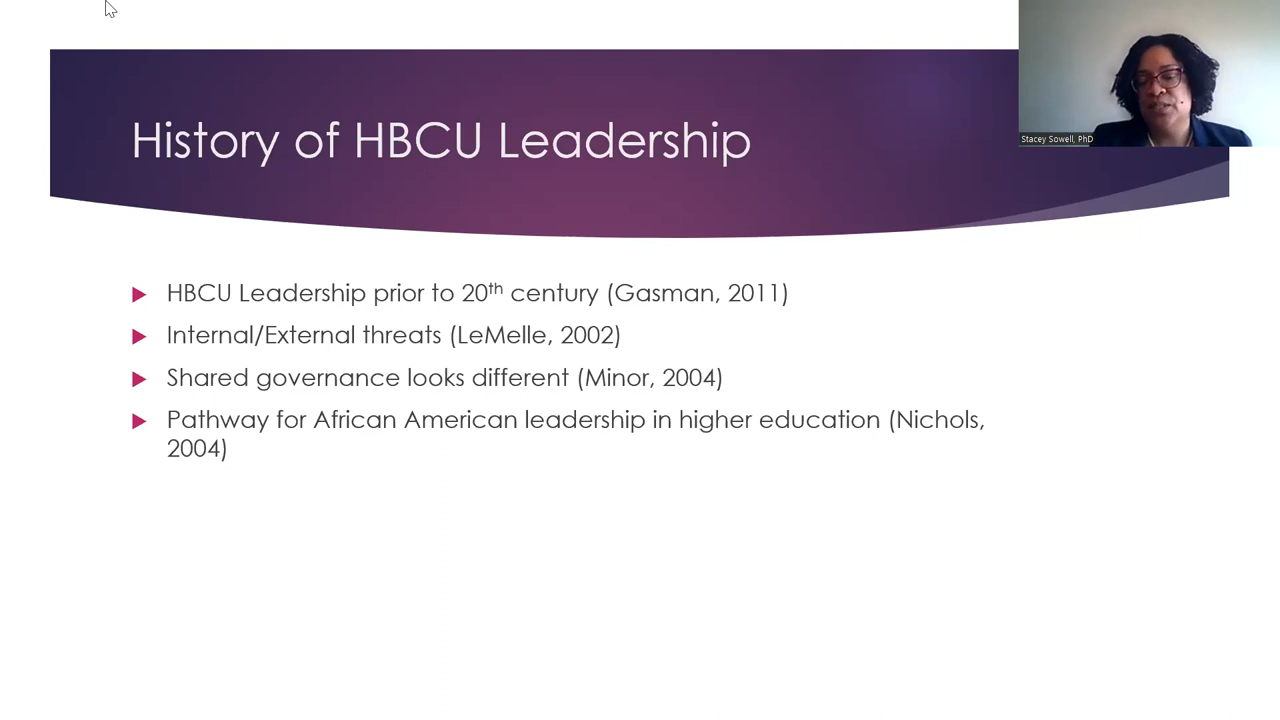 History of HBCU Leadership
Stacey Sowell, PhD
HBCU Leadership prior to 20th century (Gasman, 2011)
Internal/External threats (LeMelle, 2002)
Shared governance looks different (Minor, 2004)
Pathway for African American leadership in higher education (Nichols,
2004)